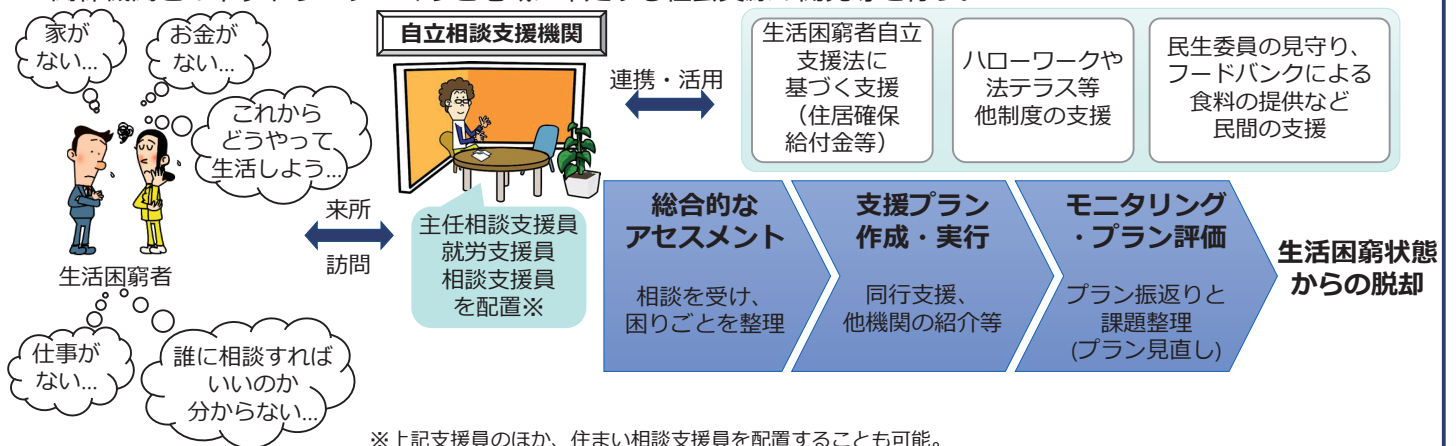 家が
ない...
お金が
ない...
これから
どうやって
生活しよう...
生活困窮者
仕事が
ない...
誰に相談すれば
いいのか
分からない...
来所
訪問
自立相談支援機関
主任相談支援員
就労支援員
相談支援員
を配置※
連携・活用
生活困窮者自立
支援法に
基づく支援
（住居確保
給付金等）
ハローワークや
法テラス等
他制度の支援
民生委員の見守り、
フードバンクによる
食料の提供など
民間の支援
総合的な
アセスメント
相談を受け、
困りごとを整理
支援プラン
作成・実行
同行支援、
他機関の紹介等
モニタリング
・プラン評価
プラン振返りと
課題整理
(プラン見直し)
生活困窮状態
からの脱却
※上記支援員のほか、住まい相談支援員を配置することも可能。